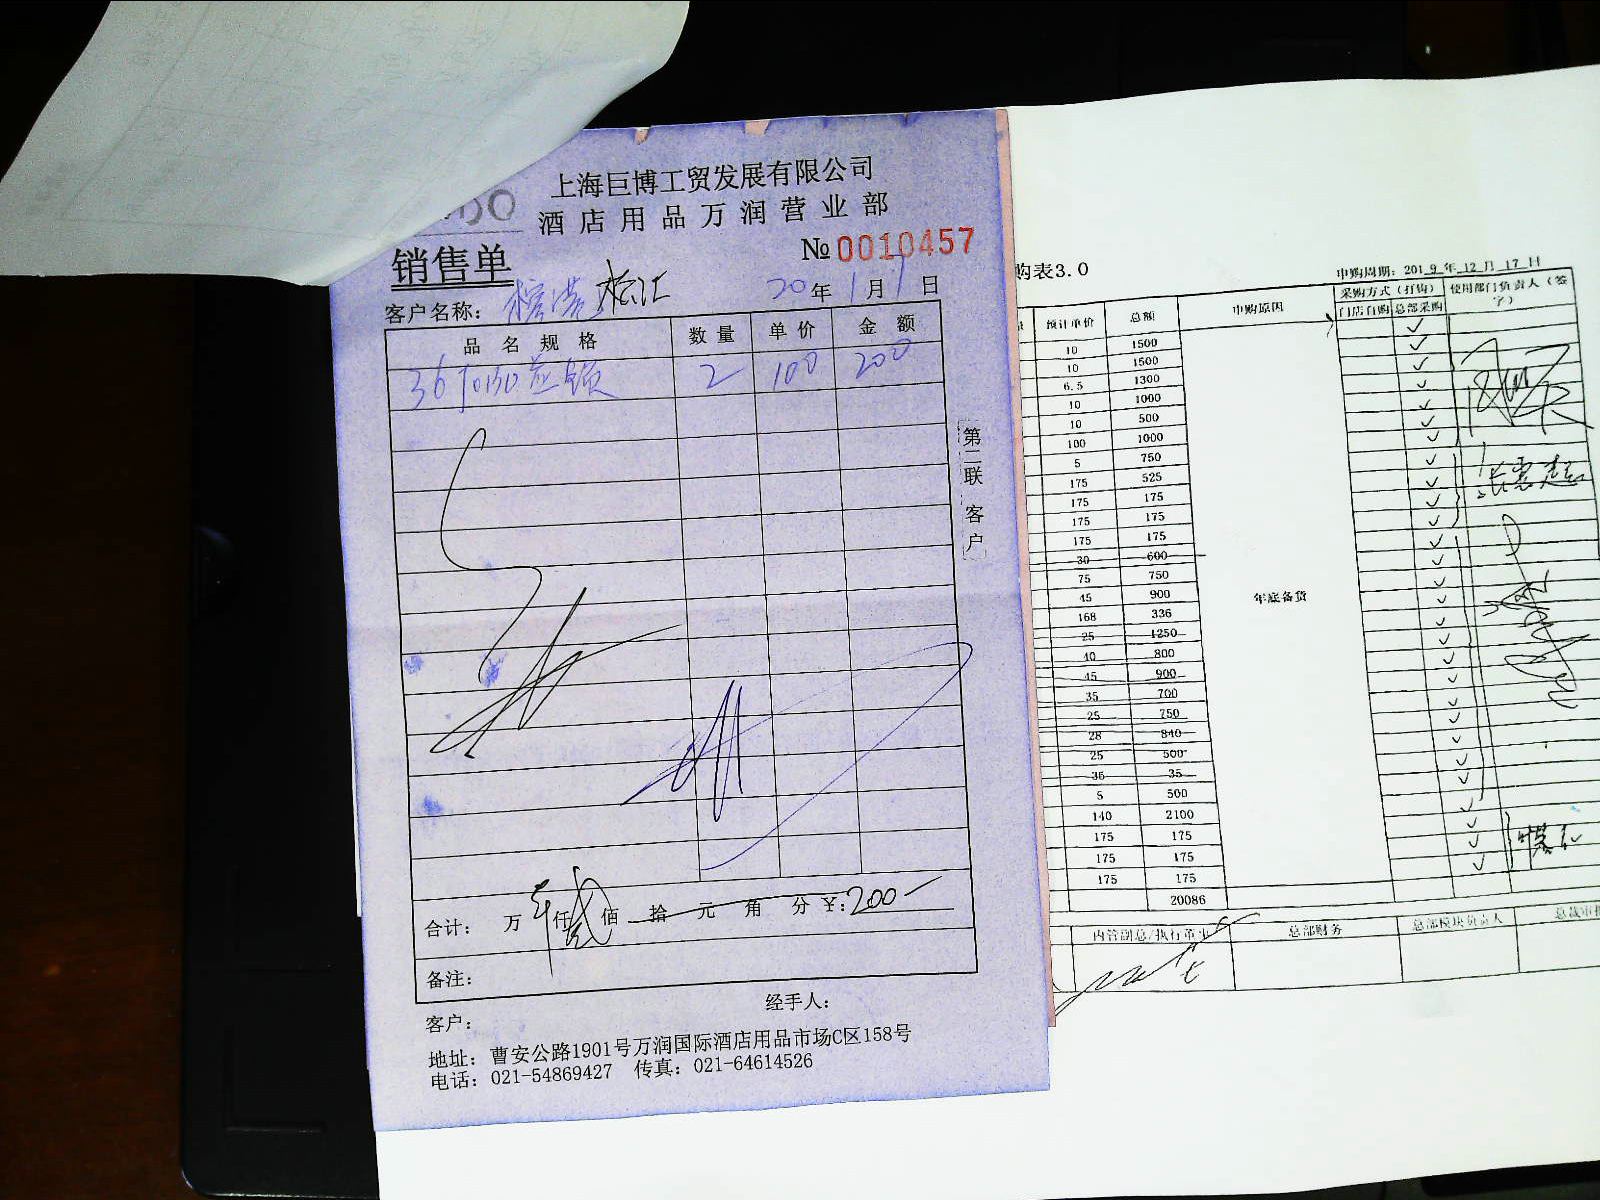 上海巨博工贸发展有限公司
酒店用品万润营业部
销售单
№ 0010457
客户名称: 松江
20年1月1日
品名规格 数量 单价 金额
36 2 100 200
第二联 客户
合计: 万 仟 贰佰 拾 元 角 分 ¥:200-
备注:
经手人:
客户:
地址: 曹安公路1901号万润国际酒店用品市场C区158号
电话: 021-54869427 传真: 021-64614526
购表3.0
申购周期: 2019年12月17日
预计单价 总额 申购原因 采购方式(打钩) 使用部门负责人(签字)
门店自购 总部采购
10 1500
10 1500
6.5 1300
10 1000
10 500
100 1000
5 750
175 525
175 175
175 175
175 175
30 600
75 750
45 900
年底备货
168 336
25 1250
40 800
45 900
35 700
25 750
28 840
25 500
35
5 500
140 2100
175 175
175 175
175 175
20086
内管副总/执行董事 总部财务 总部模块负责人